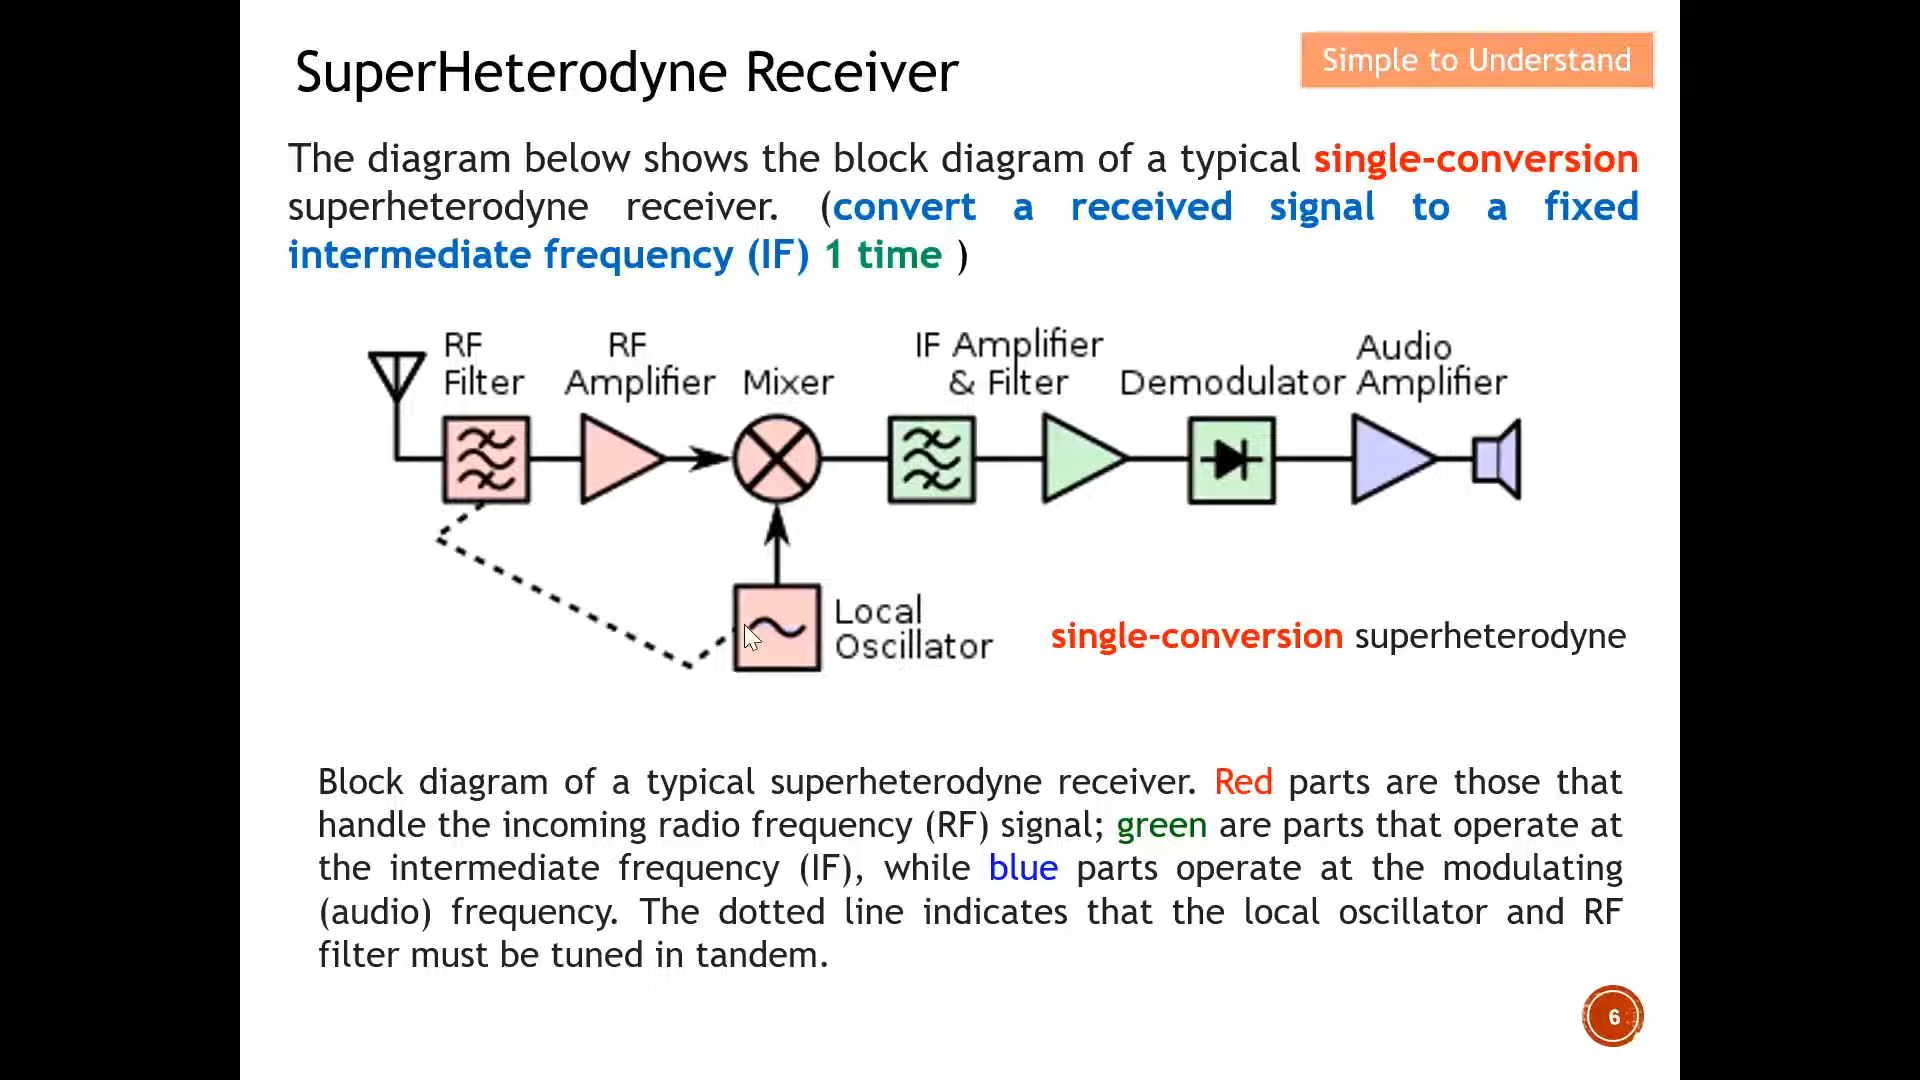 SuperHeterodyne Receiver
Simple to Understand
The diagram below shows the block diagram of a typical single-conversion
superheterodyne receiver. (convert a received signal to a fixed
intermediate frequency (IF) 1 time )
RF
Filter
RF
Amplifier
Mixer
IF Amplifier
& Filter
Demodulator
Audio
Amplifier
Local
Oscillator
single-conversion superheterodyne
Block diagram of a typical superheterodyne receiver. Red parts are those that
handle the incoming radio frequency (RF) signal; green are parts that operate at
the intermediate frequency (IF), while blue parts operate at the modulating
(audio) frequency. The dotted line indicates that the local oscillator and RF
filter must be tuned in tandem.
6